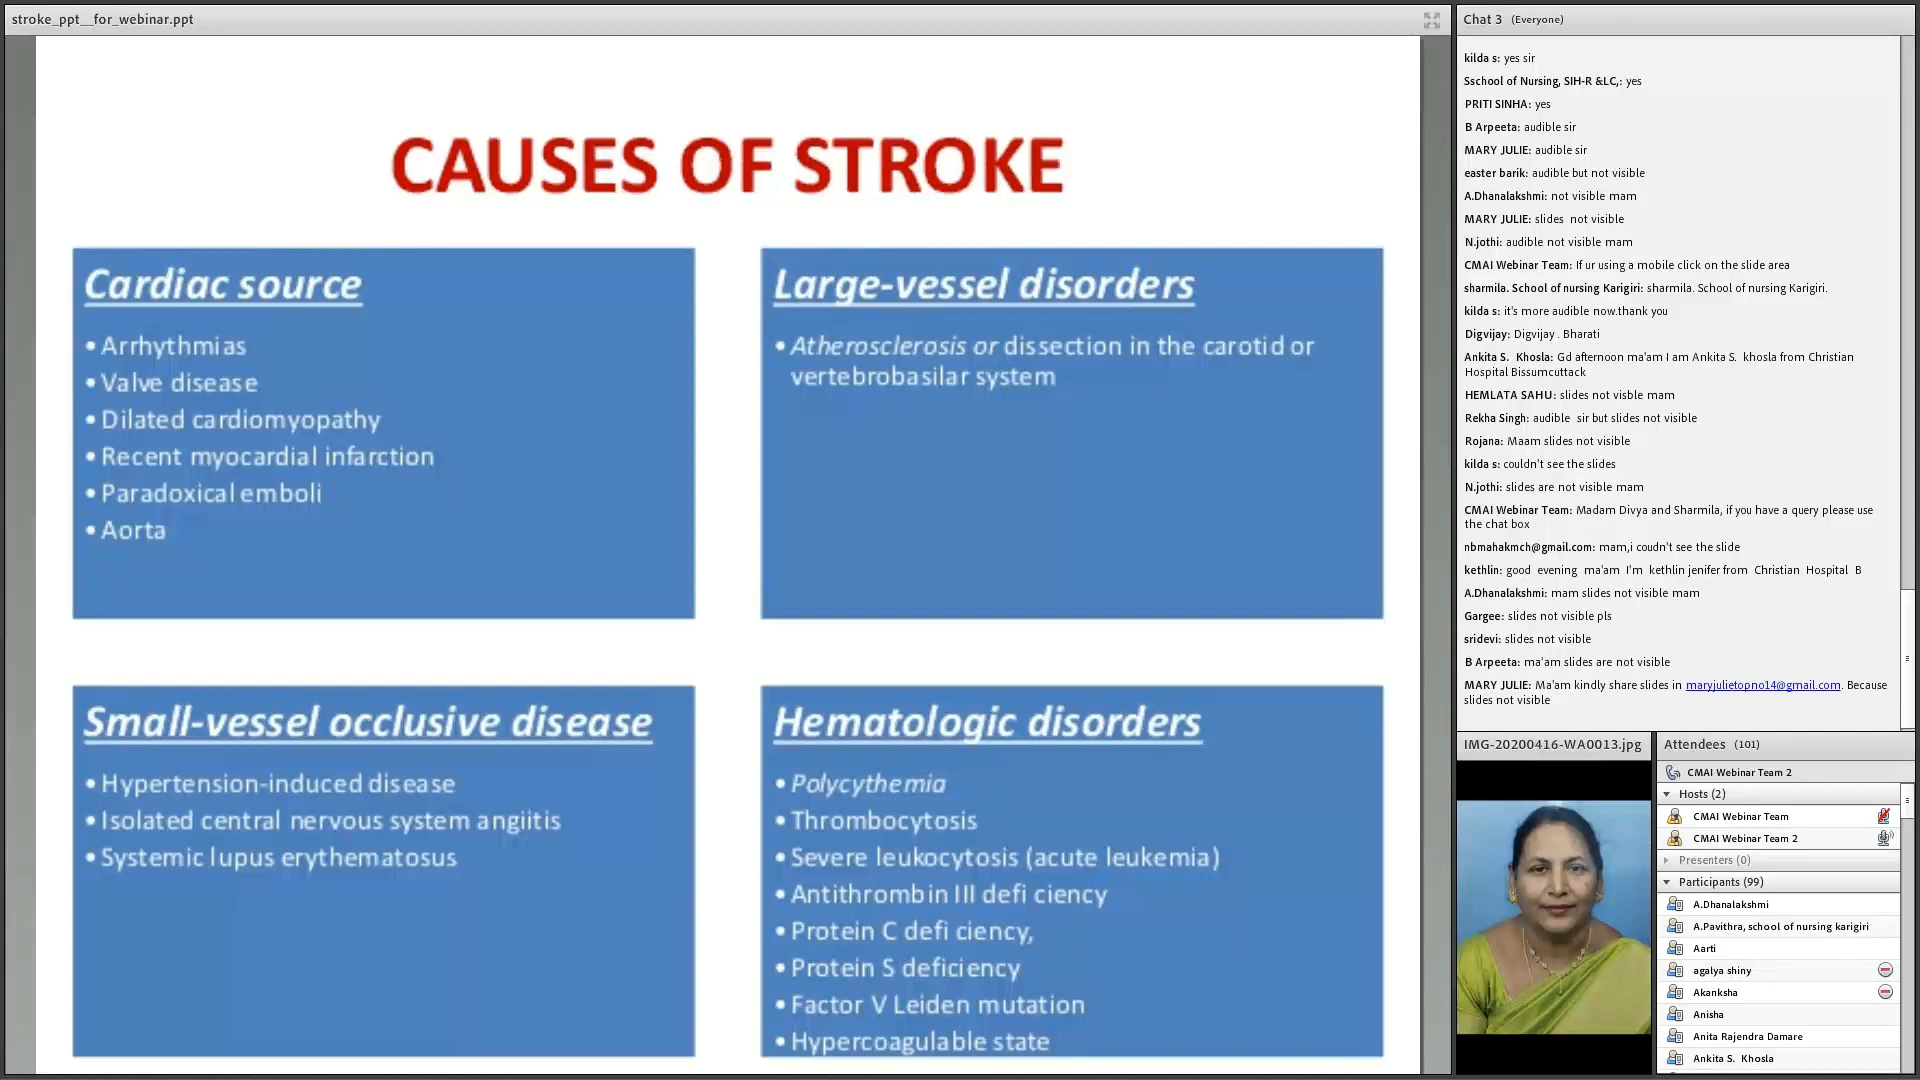 stroke_ppt__for_webinar.ppt
CAUSES OF STROKE
Cardiac source
• Arrhythmias
• Valve disease
• Dilated cardiomyopathy
• Recent myocardial infarction
• Paradoxical emboli
• Aorta
Large-vessel disorders
• Atherosclerosis or dissection in the carotid or
vertebrobasilar system
Small-vessel occlusive disease
• Hypertension-induced disease
• Isolated central nervous system angiitis
• Systemic lupus erythematosus
Hematologic disorders
• Polycythemia
• Thrombocytosis
• Severe leukocytosis (acute leukemia)
• Antithrombin III defi ciency
• Protein C defi ciency,
• Protein S deficiency
• Factor V Leiden mutation
• Hypercoagulable state
Chat 3 (Everyone)
kilda s: yes sir
Sschool of Nursing, SIH-R &LC,: yes
PRITI SINHA: yes
B Arpeeta: audible sir
MARY JULIE: audible sir
easter barik: audible but not visible
A.Dhanalakshmi: not visible mam
MARY JULIE: slides  not visible
N.jothi: audible not visible mam
CMAI Webinar Team: If ur using a mobile click on the slide area
sharmila. School of nursing Karigiri: sharmila. School of nursing Karigiri.
kilda s: it's more audible now.thank you
Digvijay: Digvijay . Bharati
Ankita S.  Khosla: Gd afternoon ma'am I am Ankita S.  khosla from Christian
Hospital Bissumcuttack
HEMLATA SAHU: slides not visble mam
Rekha Singh: audible  sir but slides not visible
Rojana: Maam slides not visible
kilda s: couldn't see the slides
N.jothi: slides are not visible mam
CMAI Webinar Team: Madam Divya and Sharmila, if you have a query please use
the chat box
nbmahakmch@gmail.com: mam,i coudn't see the slide
kethlin: good  evening  ma'am  I'm  kethlin jenifer from  Christian  Hospital  B
A.Dhanalakshmi: mam slides not visible mam
Gargee: slides not visible pls
sridevi: slides not visible
B Arpeeta: ma'am slides are not visible
MARY JULIE: Ma'am kindly share slides in maryjulietopno14@gmail.com. Because
slides not visible
IMG-20200416-WA0013.jpg
Attendees (101)
CMAI Webinar Team 2
Hosts (2)
CMAI Webinar Team
CMAI Webinar Team 2
Presenters (0)
Participants (99)
A.Dhanalakshmi
A.Pavithra, school of nursing karigiri
Aarti
agalya shiny
Akanksha
Anisha
Anita Rajendra Damare
Ankita S.  Khosla